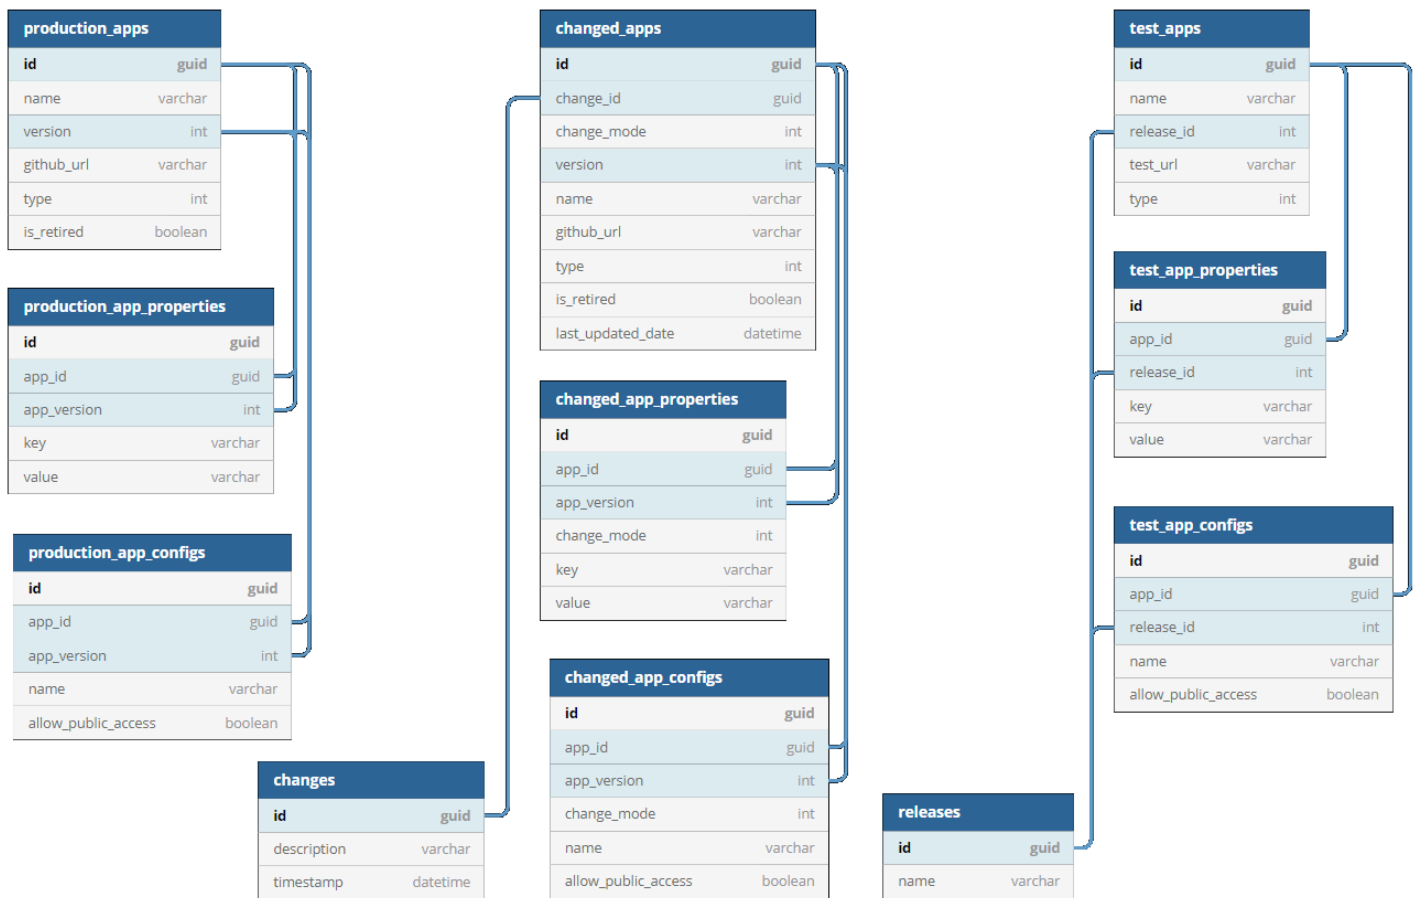 production_apps
id guid
name varchar
version int
github_url varchar
type int
is_retired boolean
production_app_properties
id guid
app_id guid
app_version int
key varchar
value varchar
production_app_configs
id guid
app_id guid
app_version int
name varchar
allow_public_access boolean
changes
id guid
description varchar
timestamp datetime
changed_apps
id guid
change_id guid
change_mode int
version int
name varchar
github_url varchar
type int
is_retired boolean
last_updated_date datetime
changed_app_properties
id guid
app_id guid
app_version int
change_mode int
key varchar
value varchar
changed_app_configs
id guid
app_id guid
app_version int
change_mode int
name varchar
allow_public_access boolean
test_apps
id guid
name varchar
release_id int
test_url varchar
type int
test_app_properties
id guid
app_id guid
release_id int
key varchar
value varchar
test_app_configs
id guid
app_id guid
release_id int
name varchar
allow_public_access boolean
releases
id guid
name varchar